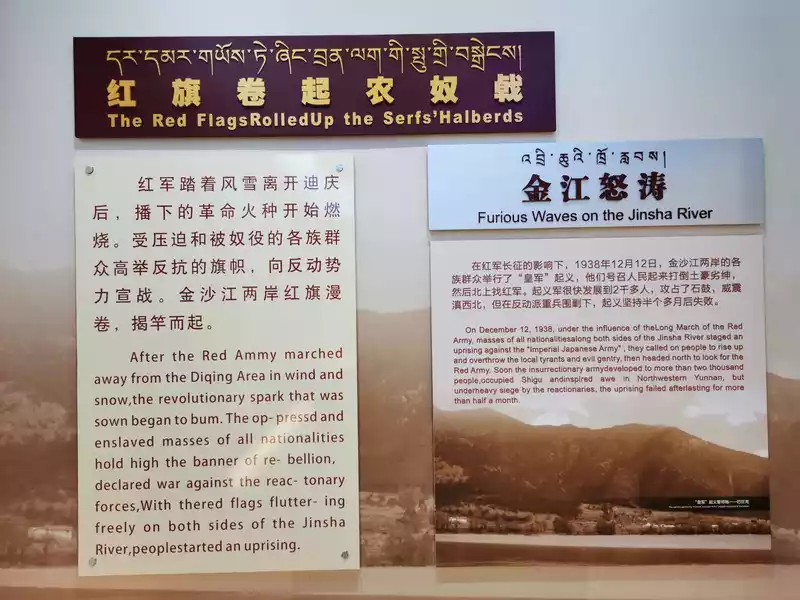 དར་དམར་གཡོས་ཏེ་ཞིང་བྲན་ལག་གི་སྤུ་གྲི་བསྒྲེངས།
红旗卷起农奴戟
The Red FlagsRolledUp the Serfs'Halberds
红军踏着风雪离开迪庆
后，播下的革命火种开始燃
烧。受压迫和被奴役的各族群
众高举反抗的旗帜，向反动势
力宣战。金沙江两岸红旗漫
卷，揭竿而起。
After the Red Ammy marched
away from the Diqing Area in wind and
snow,the revolutionary spark that was
sown began to bum. The op- pressd and
enslaved masses of all nationalities
hold high the banner of re- bellion,
declared war against the reac- tonary
forces,With thered flags flutter- ing
freely on both sides of the Jinsha
River,peoplestarted an uprising.
འབྲི་ཆུའི་ཁྲོ་རླབས།
金江怒涛
Furious Waves on the Jinsha River
在红军长征的影响下，1938年12月12日，金沙江两岸的各
族群众举行了“皇军”起义，他们号召人民起来打倒土豪劣绅，
然后北上找红军。起义军很快发展到2千多人，攻占了石鼓，威震
滇西北，但在反动派重兵围剿下，起义坚持半个多月后失败。
On December 12, 1938, under the influence of theLong March of the Red
Army, masses of all nationalitiesalong both sides of the Jinsha River staged an
uprising against the "Imperial Japanese Army" , they called on people to rise up
and overthrow the local tyrants and evil gentry, then headed north to look for the
Red Army. Soon the insurrectionary armydeveloped to more than two thousand
people,occupied Shigu andinspired awe in Northwestern Yunnan, but
underheavy siege by the reactionaries, the uprising failed afterlasting for more
than half a month.